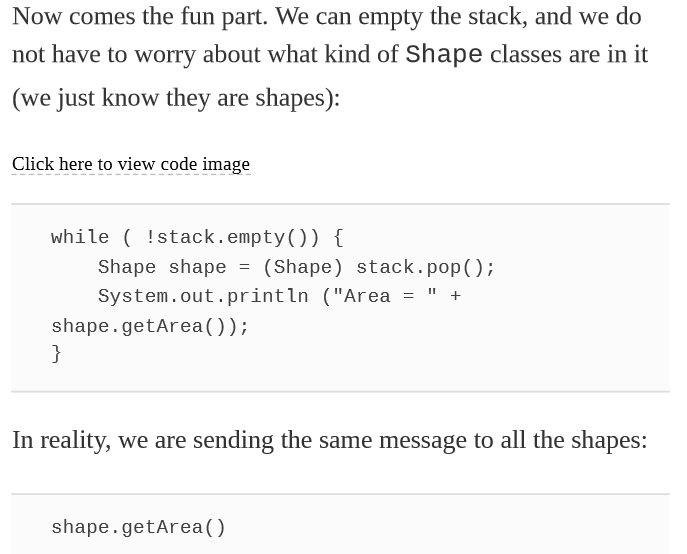 Now comes the fun part. We can empty the stack, and we do
not have to worry about what kind of Shape classes are in it
(we just know they are shapes):
Click here to view code image
while ( !stack.empty()) {
    Shape shape = (Shape) stack.pop();
    System.out.println ("Area = " +
shape.getArea());
}
In reality, we are sending the same message to all the shapes:
shape.getArea()